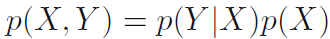 p(X, Y) = p(Y|X)p(X)